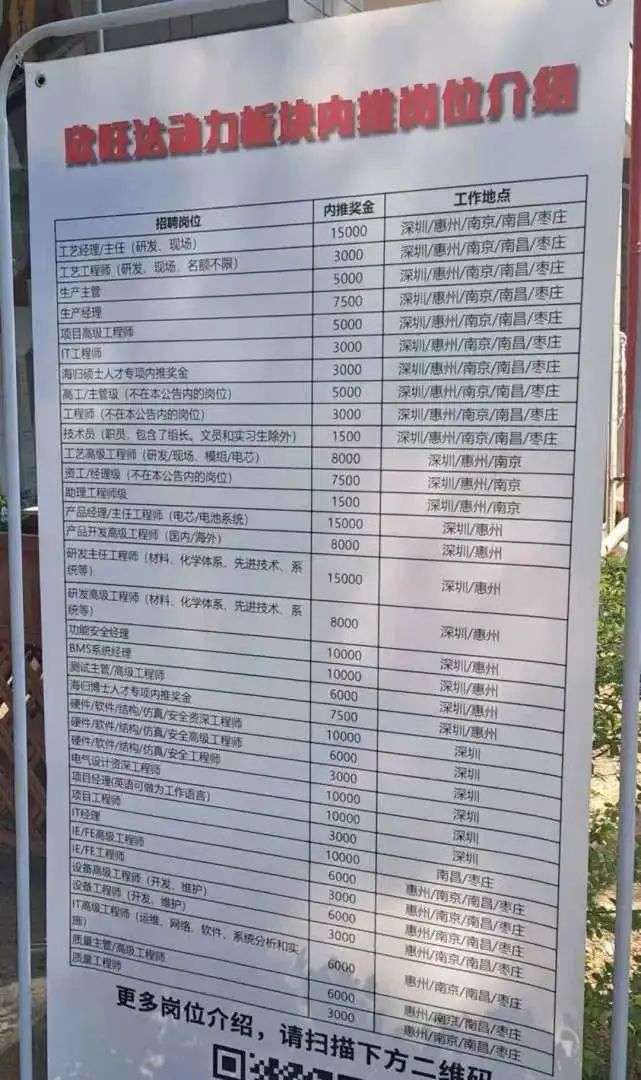 欣旺达动力板块内推岗位介绍
招聘岗位 内推奖金 工作地点
工艺经理/主任（研发、现场） 15000 深圳/惠州/南京/南昌/枣庄
工艺工程师（研发、现场、名额不限） 3000 深圳/惠州/南京/南昌/枣庄
生产主管 5000 深圳/惠州/南京/南昌/枣庄
生产经理 7500 深圳/惠州/南京/南昌/枣庄
项目高级工程师 5000 深圳/惠州/南京/南昌/枣庄
IT工程师 3000 深圳/惠州/南京/南昌/枣庄
海归硕士人才专项内推奖金 3000 深圳/惠州/南京/南昌/枣庄
高工/主管级（不在本公告内的岗位） 5000 深圳/惠州/南京/南昌/枣庄
工程师（不在本公告内的岗位） 3000 深圳/惠州/南京/南昌/枣庄
技术员（职员、包含了组长。文员和实习生除外） 1500 深圳/惠州/南京/南昌/枣庄
工艺高级工程师（研发/现场、模组/电芯） 8000 深圳/惠州/南京
资工/经理级（不在本公告内的岗位） 7500 深圳/惠州/南京
助理工程师级 1500 深圳/惠州/南京
产品经理/主任工程师（电芯/电池系统） 15000 深圳/惠州
产品开发高级工程师（国内/海外） 8000 深圳/惠州
研发主任工程师（材料、化学体系、先进技术、系
统等） 15000 深圳/惠州
研发高级工程师（材料、化学体系、先进技术、系
统等） 8000 深圳/惠州
功能安全经理 10000 深圳/惠州
BMS系统经理 10000 深圳/惠州
测试主管/高级工程师 6000 深圳/惠州
海归博士人才专项内推奖金 7500 深圳/惠州
硬件/软件/结构/仿真/安全资深工程师 10000 深圳
硬件/软件/结构/仿真/安全高级工程师 6000 深圳
硬件/软件/结构/仿真/安全工程师 3000 深圳
电气设计资深工程师 10000 深圳
项目经理(英语可做为工作语言） 10000 深圳
项目工程师 3000 南昌/枣庄
IT经理 10000 惠州/南京/南昌/枣庄
IE/FE高级工程师 6000 惠州/南京/南昌/枣庄
IE/FE工程师 3000 惠州/南京/南昌/枣庄
设备高级工程师（开发、维护） 6000 惠州/南京/南昌/枣庄
设备工程师（开发、维护） 3000 惠州/南京/南昌/枣庄
IT高级工程师（运维、网络、软件、系统分析和实
施） 6000 惠州/南京/南昌/枣庄
质量主管/高级工程师 6000 惠州/南京/南昌/枣庄
质量工程师 3000 惠州/南京/南昌/枣庄
更多岗位介绍，请扫描下方二维码